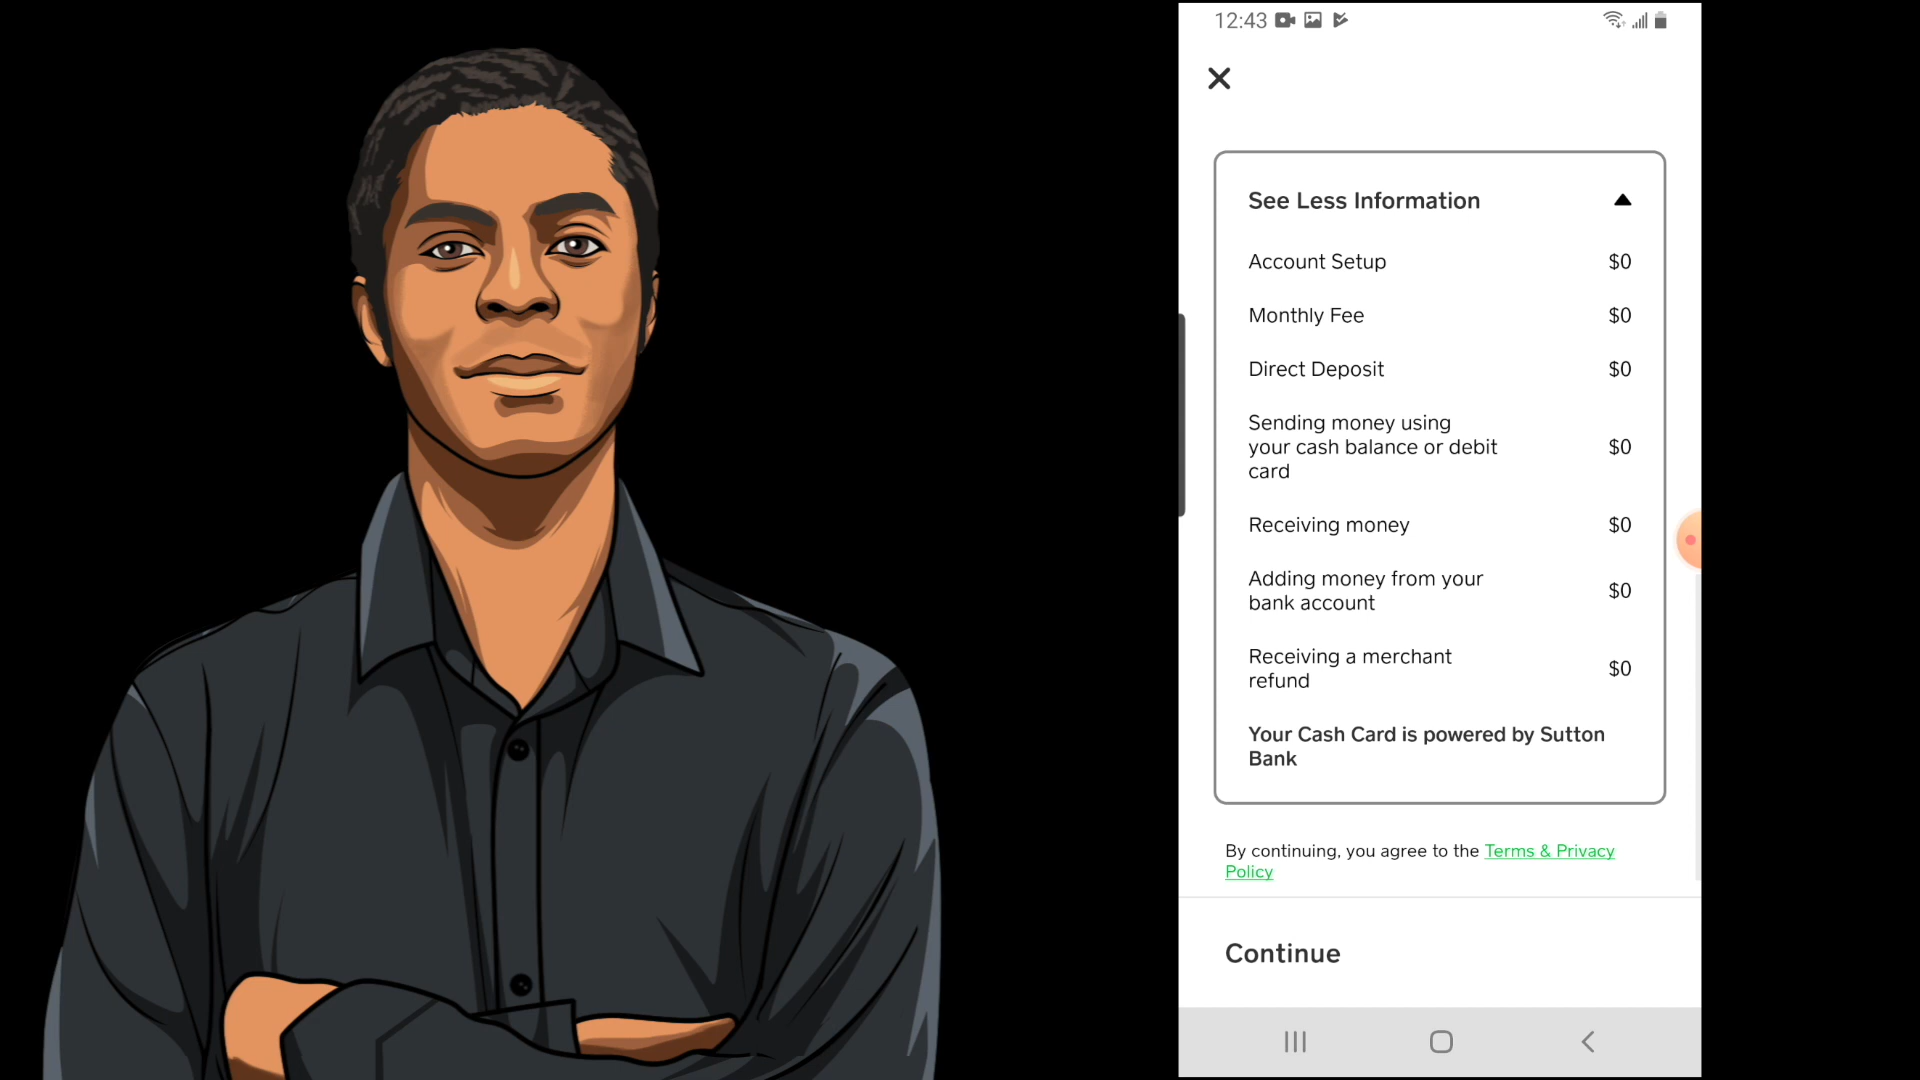 12:43
See Less Information
Account Setup $0
Monthly Fee $0
Direct Deposit $0
Sending money using
your cash balance or debit $0
card
Receiving money $0
Adding money from your
bank account $0
Receiving a merchant
refund $0
Your Cash Card is powered by Sutton
Bank
By continuing, you agree to the Terms & Privacy
Policy
Continue